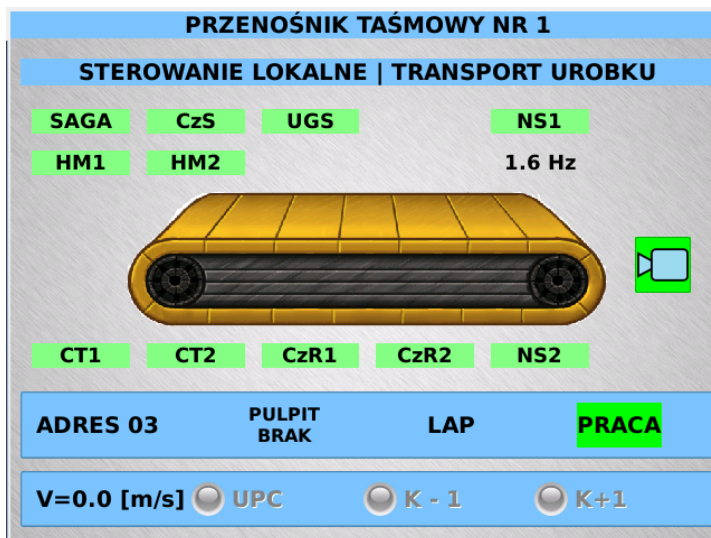 PRZENOŚNIK TAŚMOWY NR 1
STEROWANIE LOKALNE | TRANSPORT UROBKU
SAGA CzS UGS NS1
HM1 HM2 1.6 Hz
CT1 CT2 CzR1 CzR2 NS2
ADRES 03 PULPIT BRAK LAP PRACA
V=0.0 [m/s] UPC K - 1 K+1